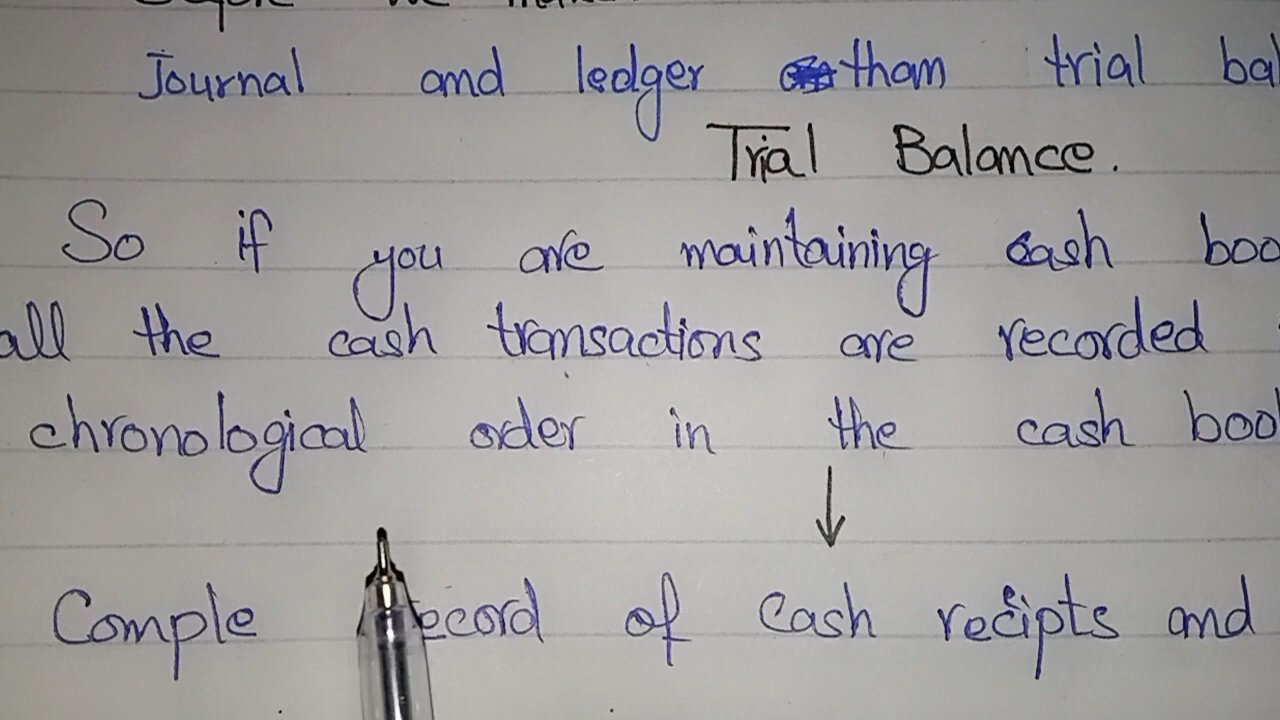 Journal and ledger than trial bal
Trial Balance.
So if you are maintaining cash boo
all the cash transactions are recorded
chronological order in the cash boo
Comple ecord of Cash recipts and